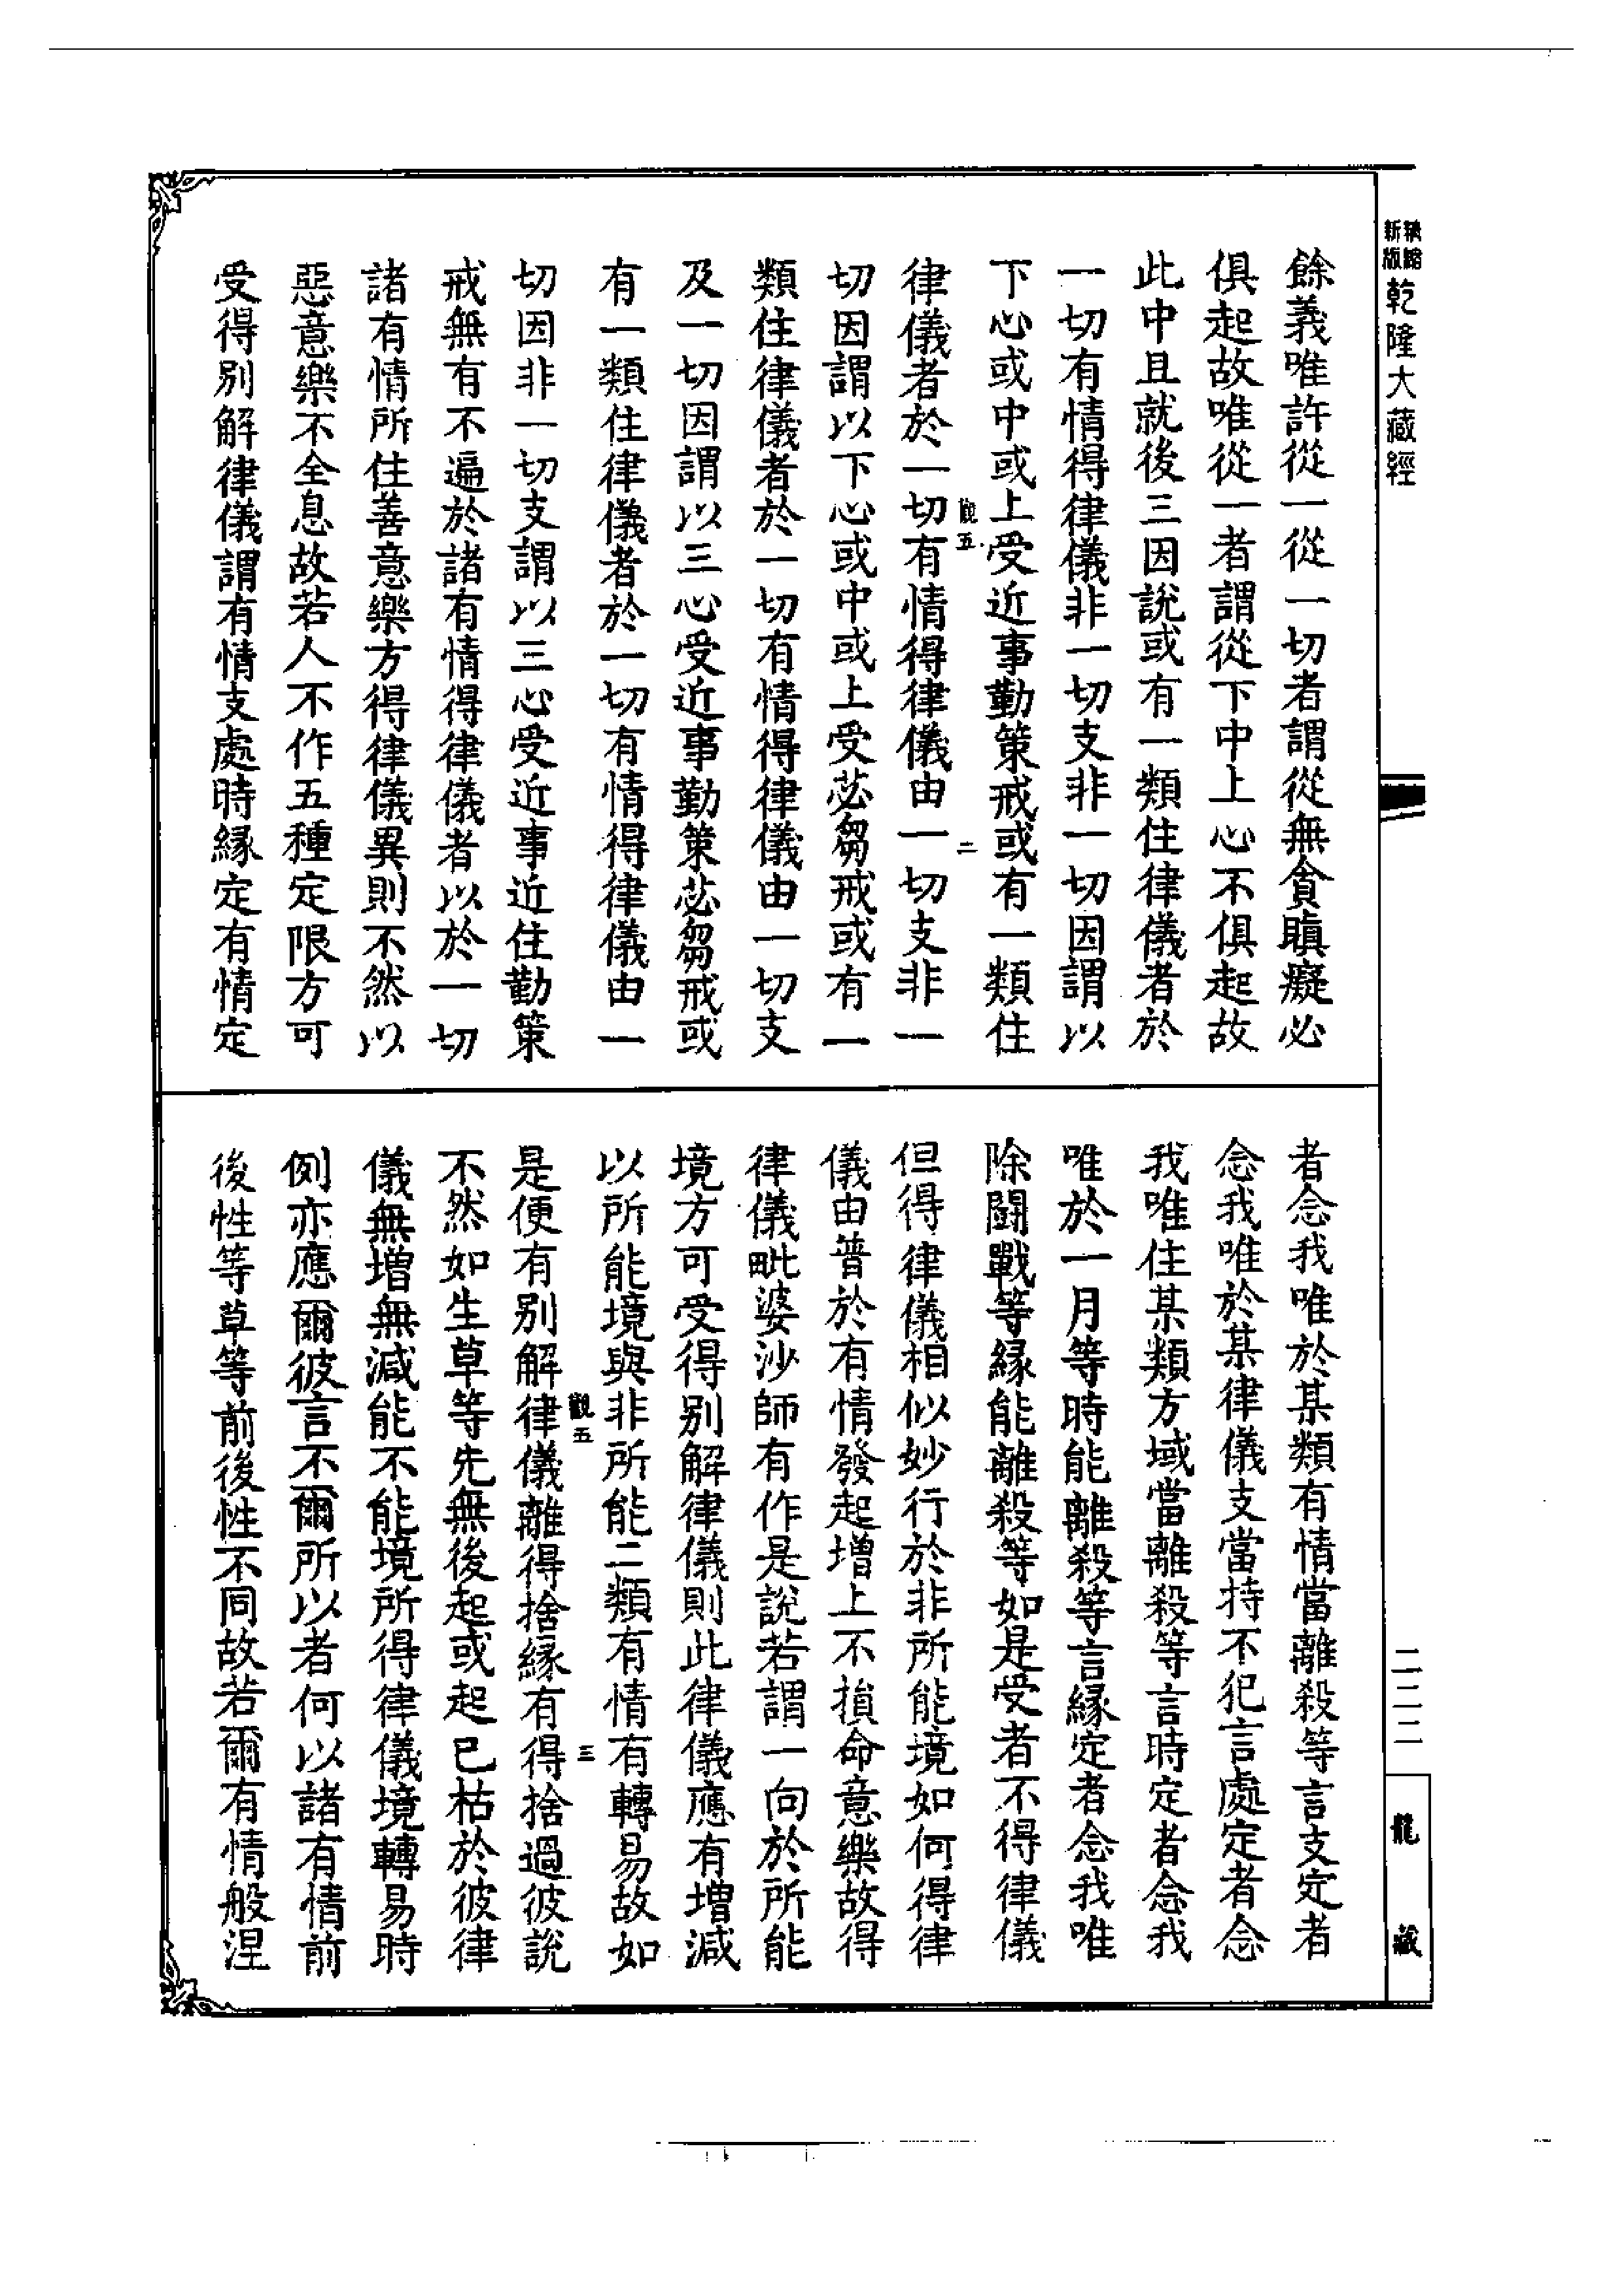 新縮
版輯
乾隆大藏經
餘義唯許從一從一切者謂從無貪瞋癡必
俱起故唯從一者謂從下中上心不俱起故
此中且就後三因說或有一類住律儀者於
一切有情得律儀非一切支非一切因謂以
下心或中或上受近事勤策戒或有一類住
觀五
二
律儀者於一切有情得律儀由一切支非一
切因謂以下心或中或上受苾芻戒或有一
類住律儀者於一切有情得律儀由一切支
及一切因謂以三心受近事勤策苾芻戒或
有一類住律儀者於一切有情得律儀由一
切因非一切支謂以三心受近事近住勤策
戒無有不遍於諸有情得律儀者以於一切
諸有情所住善意樂方得律儀異則不然以
惡意樂不全息故若人不作五種定限方可
受得別解律儀謂有情支處時緣定有情定
者念我唯於某類有情當離殺等言支定者
念我唯於某律儀支當持不犯言處定者念
我唯住某類方域當離殺等言時定者念我
唯於一月等時能離殺等言緣定者念我唯
除鬪戰等緣能離殺等如是受者不得律儀
但得律儀相似妙行於非所能境如何得律
儀由普於有情發起增上不損命意樂故得
律儀毗婆沙師有作是說若謂一向於所能
境方可受得別解律儀則此律儀應有增減
以所能境與非所能二類有情有轉易故如
觀五
三
是便有別解律儀離得捨緣有得捨過彼說
不然如生草等先無後起或起已枯於彼律
儀無增無減能不能境所得律儀境轉易時
例亦應爾彼言不爾所以者何以諸有情前
後性等草等前後性不同故若爾有情般涅
二二二
龍藏